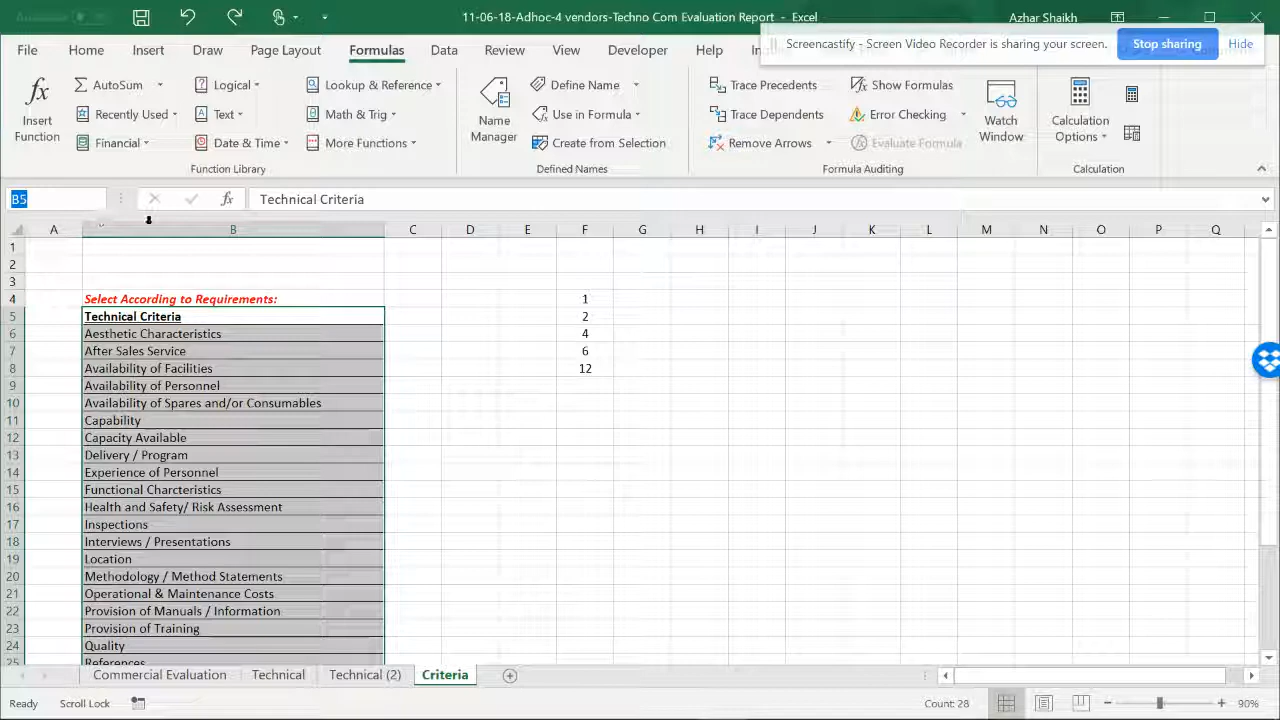 11-06-18-Adhoc-4 vendors-Techno Com Evaluation Report - Excel
Azhar Shaikh
Screencastify - Screen Video Recorder is sharing your screen.
Stop sharing
Hide
File Home Insert Draw Page Layout Formulas Data Review View Developer Help
AutoSum Logical Lookup & Reference Define Name Trace Precedents Show Formulas
Insert Function
Recently Used Text Math & Trig Name Manager Use in Formula Trace Dependents Error Checking Watch Window Calculation Options
Financial Date & Time More Functions Create from Selection Remove Arrows Evaluate Formula
Function Library Defined Names Formula Auditing Calculation
B5 fx Technical Criteria
A B C D E F G H I J K L M N O P Q
1
2
3
4 Select According to Requirements: 1
5 Technical Criteria 2
6 Aesthetic Characteristics 4
7 After Sales Service 6
8 Availability of Facilities 12
9 Availability of Personnel
10 Availability of Spares and/or Consumables
11 Capability
12 Capacity Available
13 Delivery / Program
14 Experience of Personnel
15 Functional Charcteristics
16 Health and Safety/ Risk Assessment
17 Inspections
18 Interviews / Presentations
19 Location
20 Methodology / Method Statements
21 Operational & Maintenance Costs
22 Provision of Manuals / Information
23 Provision of Training
24 Quality
25 References
Commercial Evaluation Technical Technical (2) Criteria
Ready Scroll Lock Count: 28 90%